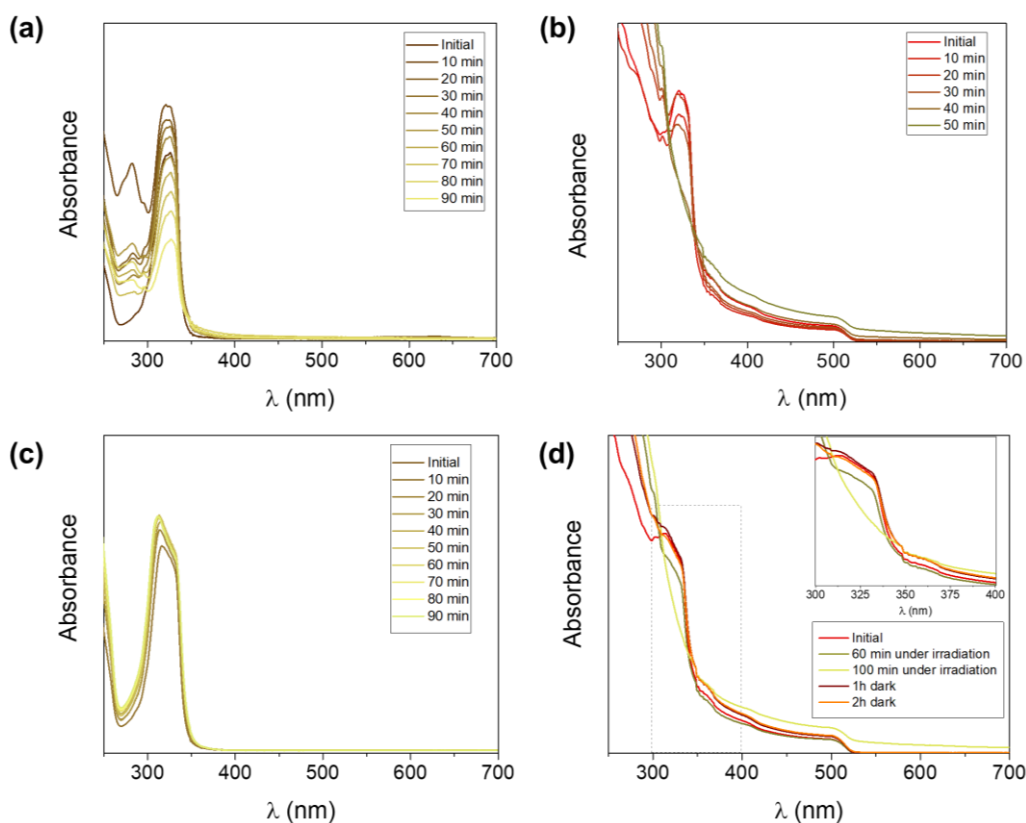 (a)
Absorbance
Initial
10 min
20 min
30 min
40 min
50 min
60 min
70 min
80 min
90 min
300 400 500 600 700
λ (nm)
(b)
Absorbance
Initial
10 min
20 min
30 min
40 min
50 min
300 400 500 600 700
λ (nm)
(c)
Absorbance
Initial
10 min
20 min
30 min
40 min
50 min
60 min
70 min
80 min
90 min
300 400 500 600 700
λ (nm)
(d)
Absorbance
300 325 350 375 400
λ (nm)
Initial
60 min under irradiation
100 min under irradiation
1h dark
2h dark
300 400 500 600 700
λ (nm)